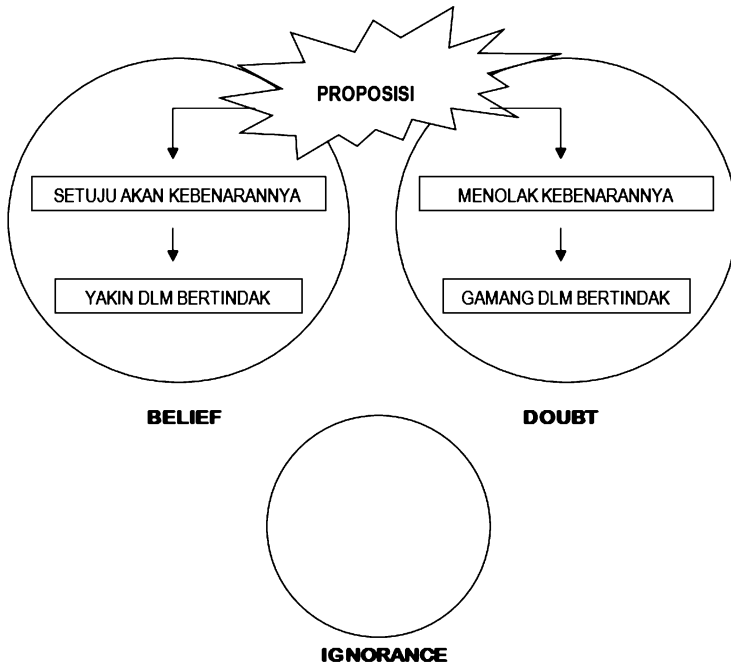 PROPOSISI
SETUJU AKAN KEBENARANNYA
MENOLAK KEBENARANNYA
YAKIN DLM BERTINDAK
GAMANG DLM BERTINDAK
BELIEF
DOUBT
IGNORANCE